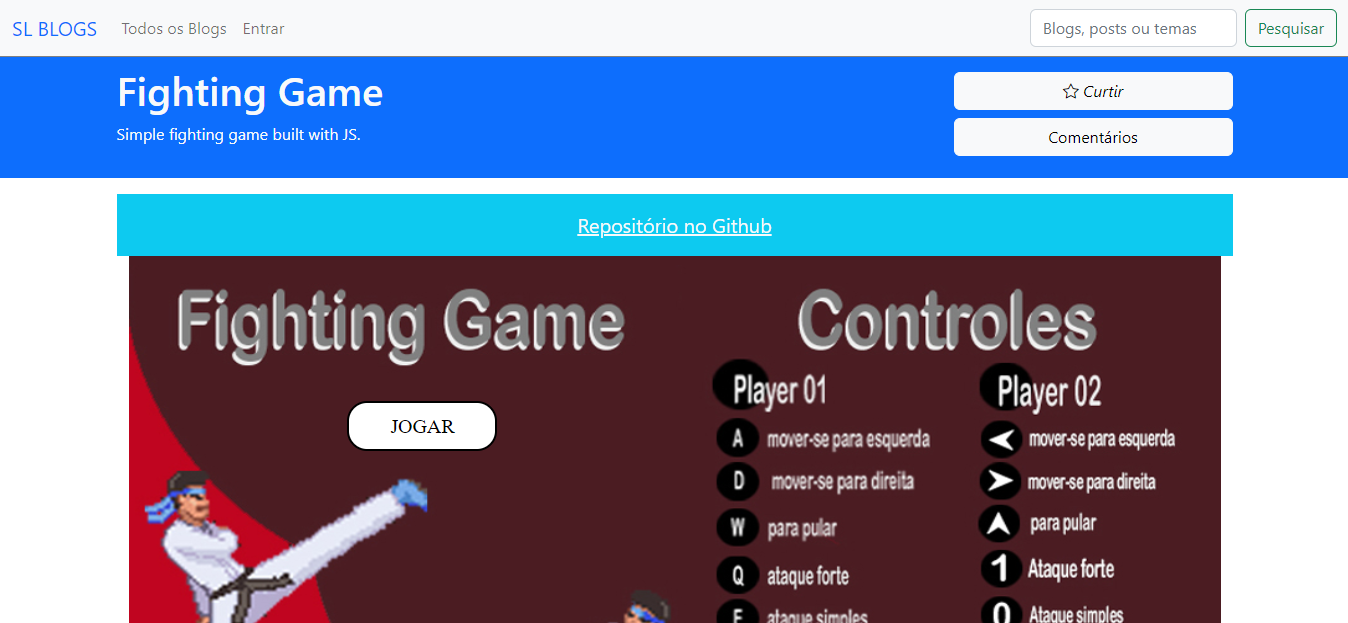 SL BLOGS Todos os Blogs Entrar Blogs, posts ou temas Pesquisar
Fighting Game
Simple fighting game built with JS.
Curtir
Comentários
Repositório no Github
Fighting Game
JOGAR
Controles
Player 01
A mover-se para esquerda
D mover-se para direita
W para pular
Q ataque forte
E ataque simples
Player 02
mover-se para esquerda
mover-se para direita
para pular
1 Ataque forte
0 Ataque simples